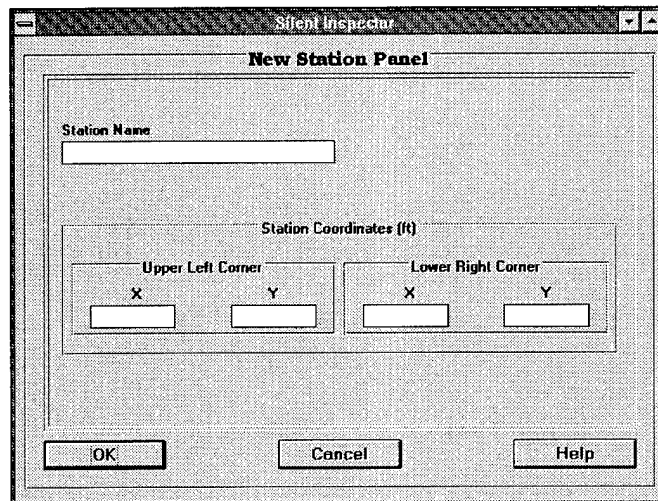 Silent Inspector
New Station Panel
Station Name
Station Coordinates (ft)
Upper Left Corner
Lower Right Corner
X Y X Y
OK Cancel Help